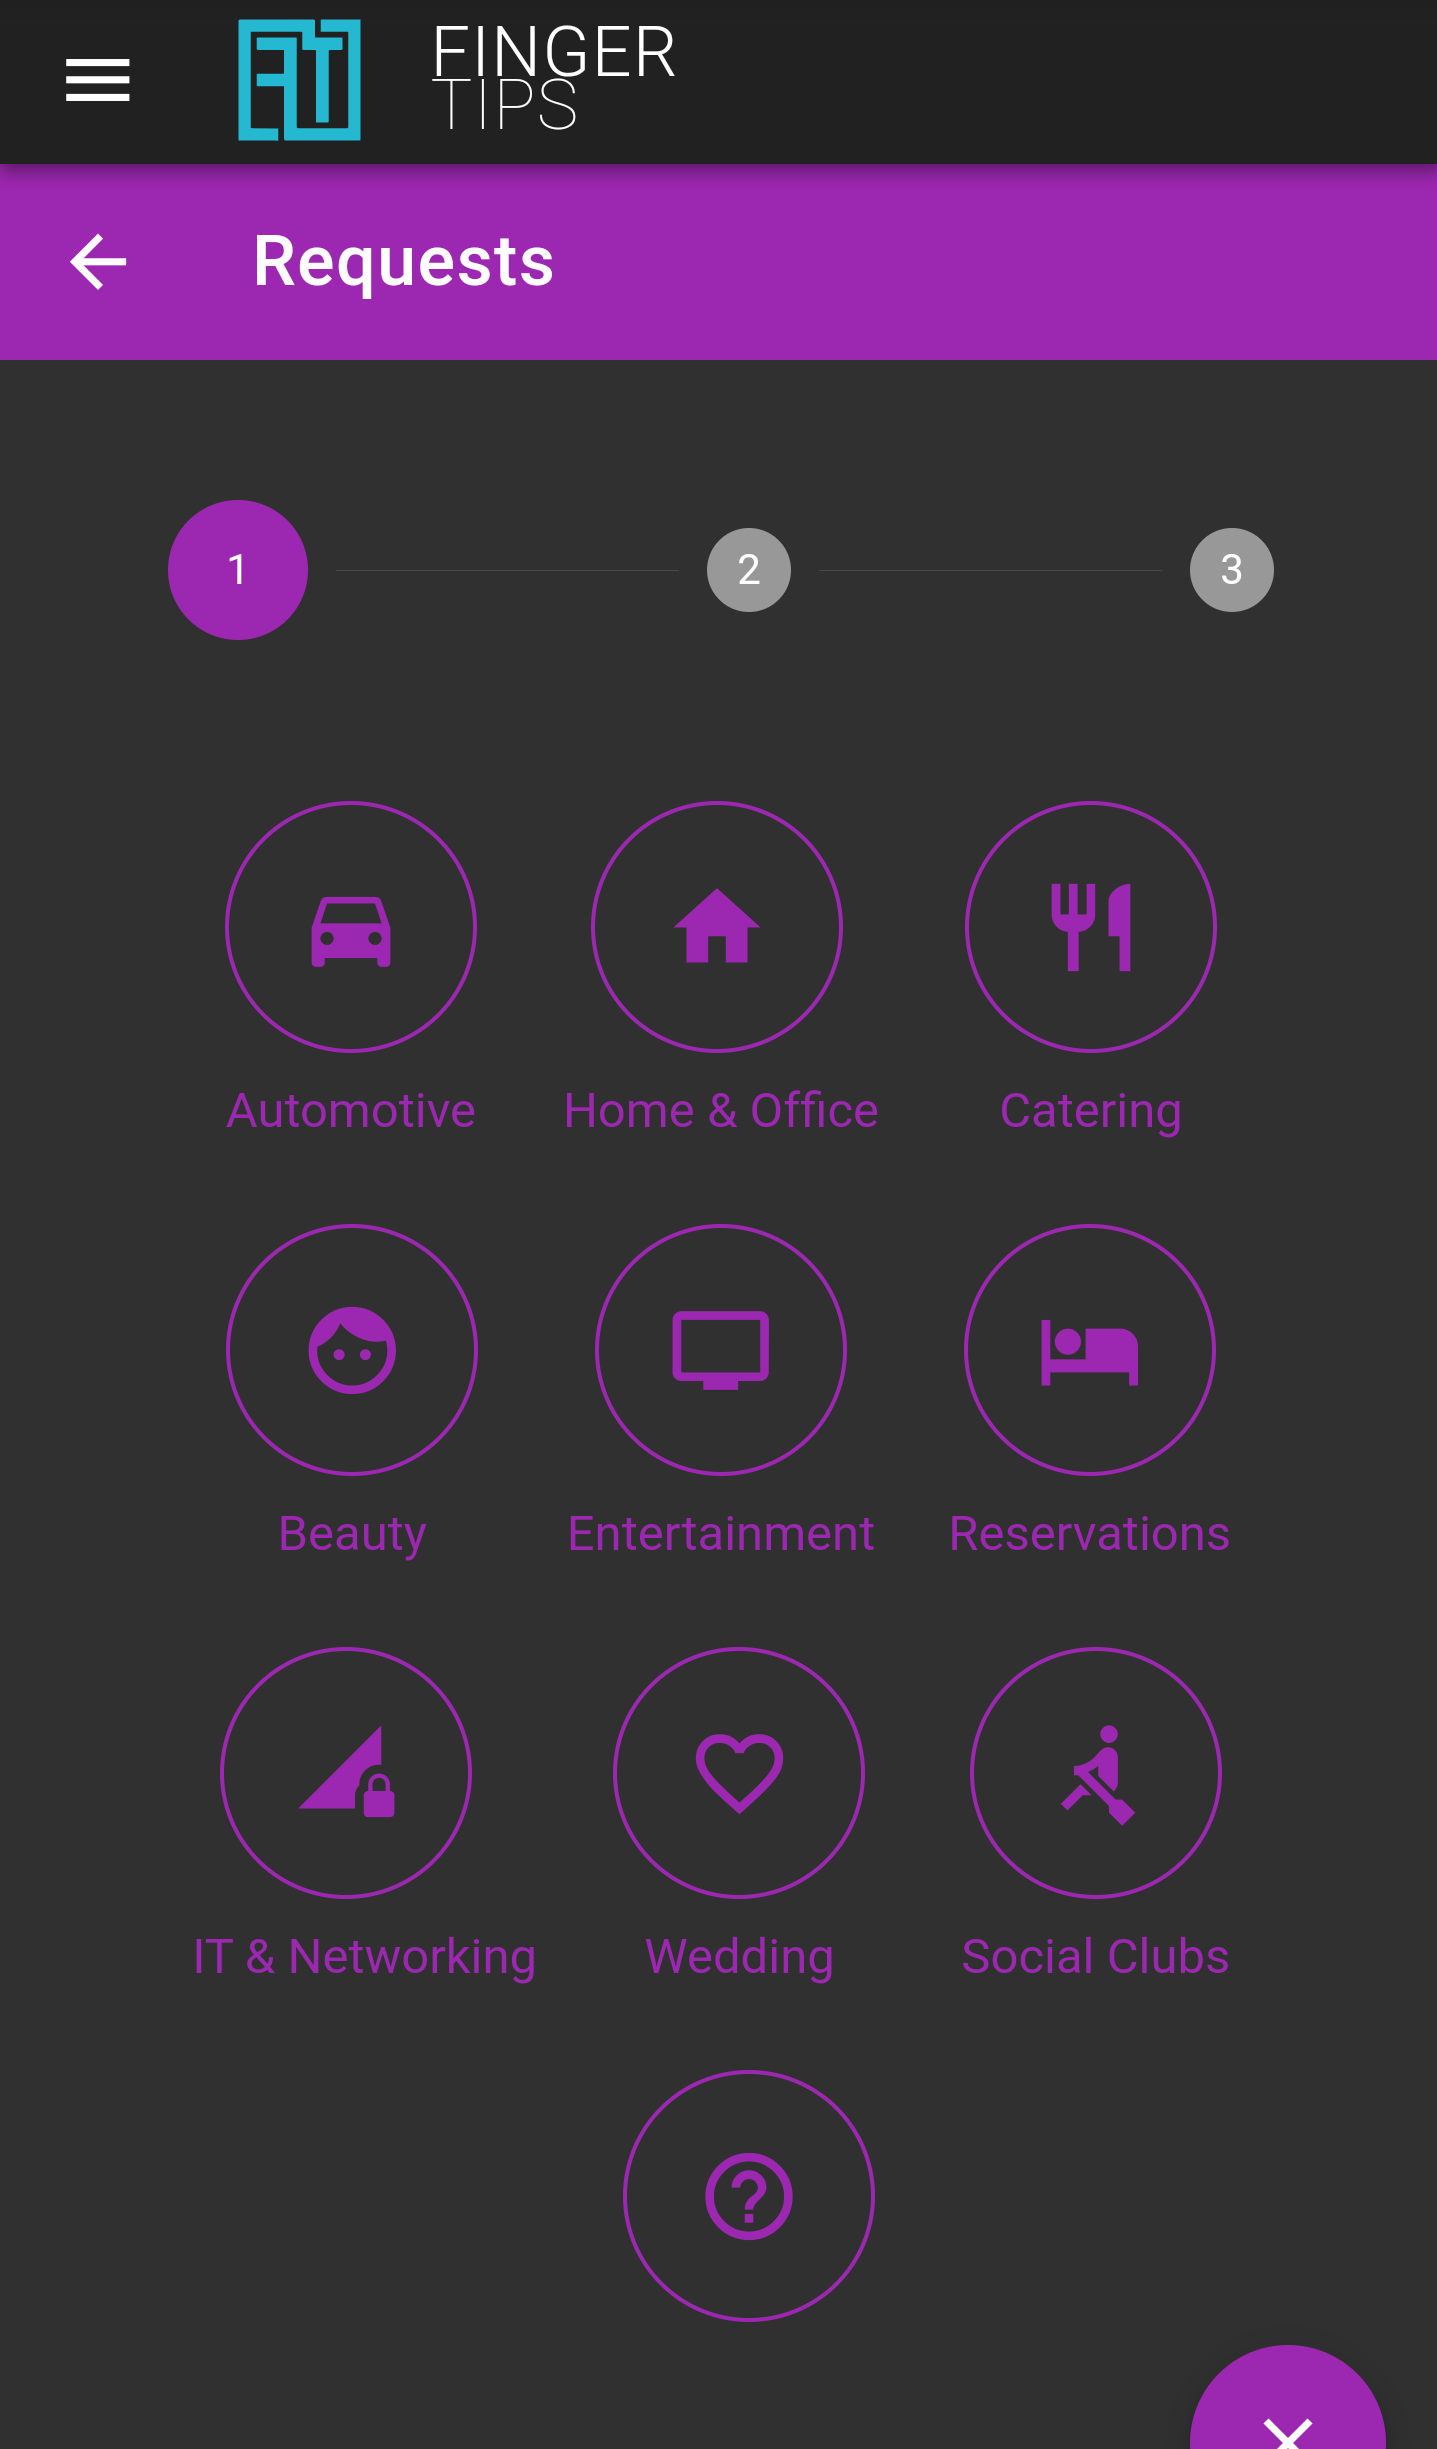 FINGER
TIPS
Requests
1 2 3
Automotive Home & Office Catering
Beauty Entertainment Reservations
IT & Networking Wedding Social Clubs
?